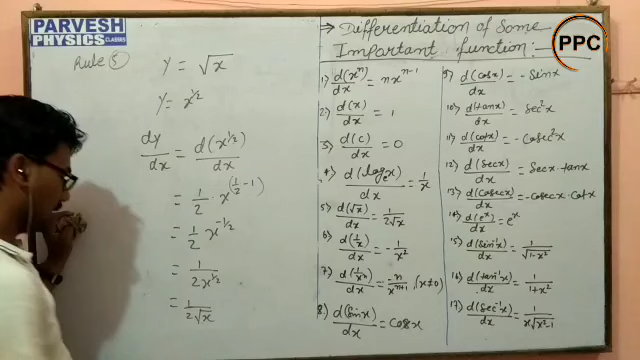 PARVESH
PHYSICS CLASSES
Rule (5)
y = √x
y = x^1/2
dy/dx = d(x^1/2)/dx
= 1/2 · x^(1/2 − 1)
= 1/2 x^−1/2
= 1/2x^1/2
= 1/2√x
⇒ Differentiation of Some
Important function:—
1) d(x^n)/dx = nx^n−1
2) d(x)/dx = 1
3) d(c)/dx = 0
4) d(log_e x)/dx = 1/x
5) d(√x)/dx = 1/2√x
6) d(1/x)/dx = −1/x²
7) d(1/x^n)/dx = −n/x^n+1, (x≠0)
8) d(sinx)/dx = cosx
9) d(cosx)/dx = −Sinx
10) d(tanx)/dx = Sec²x
11) d(cotx)/dx = −Cosec²x
12) d(secx)/dx = Secx·tanx
13) d(cosecx)/dx = −cosecx·cotx
14) d(e^x)/dx = e^x
15) d(sin⁻¹x)/dx = 1/√1−x²
16) d(tan⁻¹x)/dx = 1/1+x²
17) d(sec⁻¹x)/dx = 1/x√x²−1
PPC